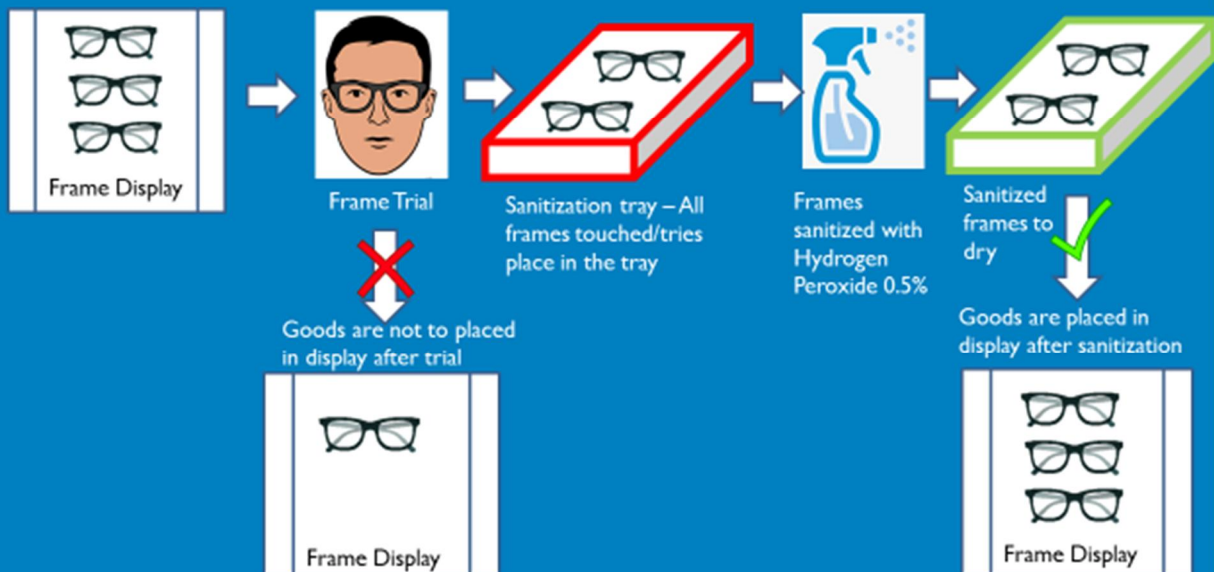 Frame Display
Frame Trial
Sanitization tray – All
frames touched/tries
place in the tray
Frames
sanitized with
Hydrogen
Peroxide 0.5%
Sanitized
frames to
dry
Goods are not to placed
in display after trial
Goods are placed in
display after sanitization
Frame Display
Frame Display